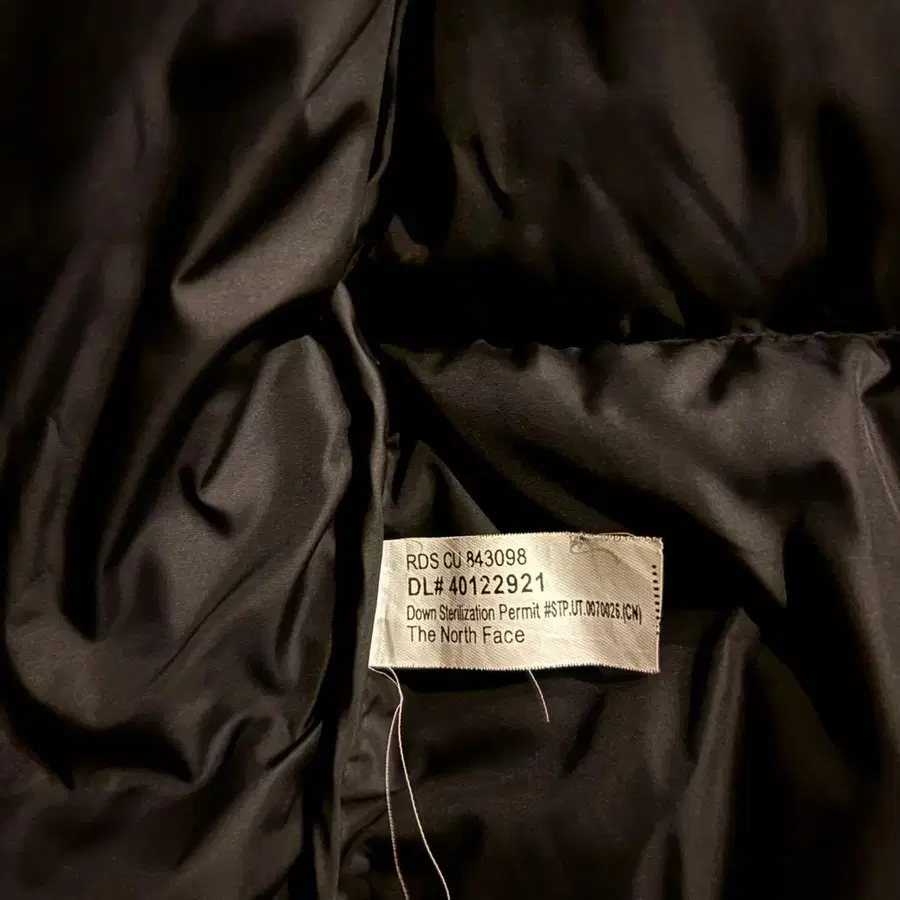 RDS CU 843098
DL# 40122921
Down Sterilization Permit #STP.UT.0070026.(CN)
The North Face